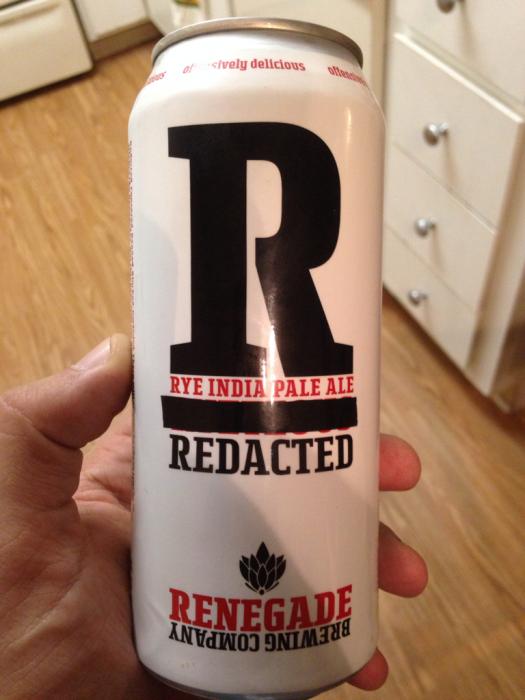 offensively delicious
R
RYE INDIA PALE ALE
REDACTED
RENEGADE
BREWING COMPANY